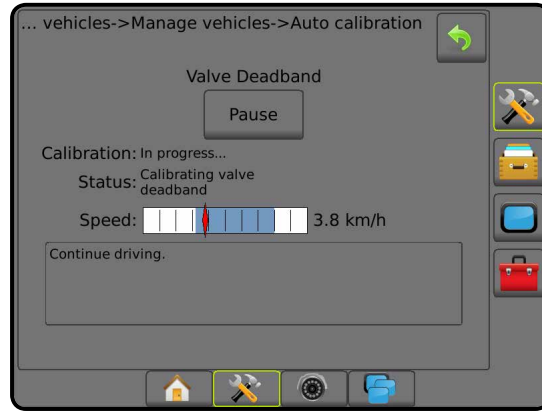 ... vehicles->Manage vehicles->Auto calibration
Valve Deadband
Pause
Calibration: In progress...
Status: Calibrating valve
deadband
Speed: 3.8 km/h
Continue driving.